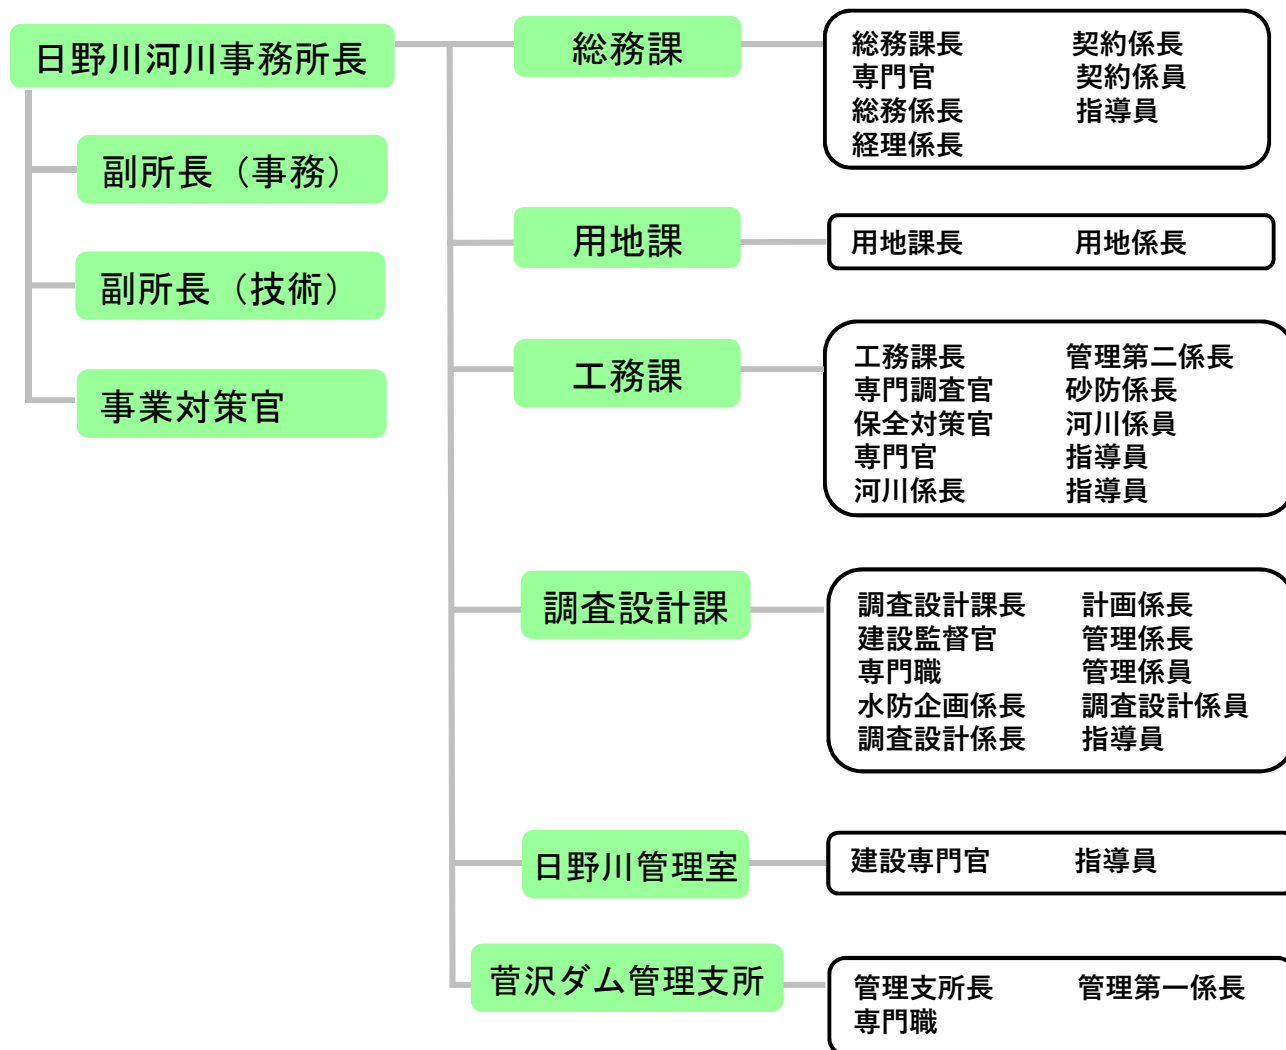 日野川河川事務所長
副所長（事務）
副所長（技術）
事業対策官
総務課
総務課長 契約係長
専門官 契約係員
総務係長 指導員
経理係長
用地課
用地課長 用地係長
工務課
工務課長 管理第二係長
専門調査官 砂防係長
保全対策官 河川係員
専門官 指導員
河川係長 指導員
調査設計課
調査設計課長 計画係長
建設監督官 管理係長
専門職 管理係員
水防企画係長 調査設計係員
調査設計係長 指導員
日野川管理室
建設専門官 指導員
菅沢ダム管理支所
管理支所長 管理第一係長
専門職